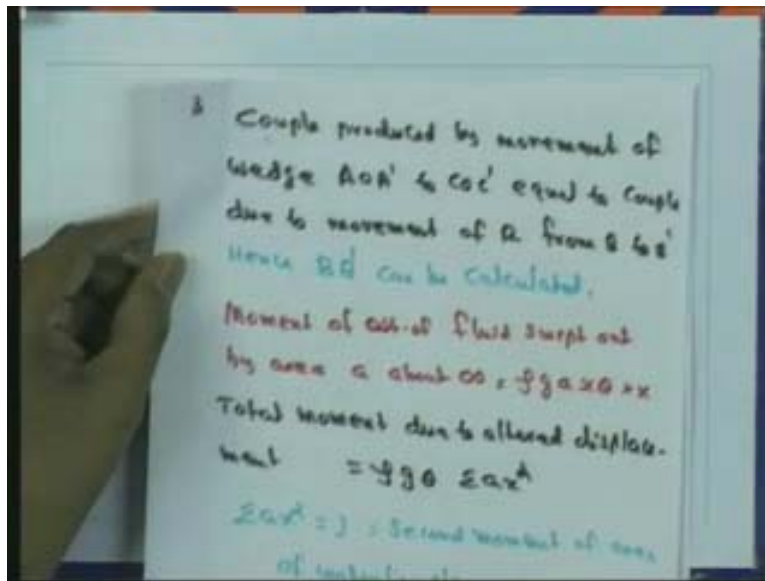 Couple produced by movement of
wedge AOA' to COC' equal to Couple
due to movement of R from B to B'
Hence BB' can be Calculated.
Moment of of fluid swept out
by area a about OO = ρgaxθ × x
Total moment due to altered displace-
ment = ρgθ Σax²
Σax² = I = Second moment of area
of